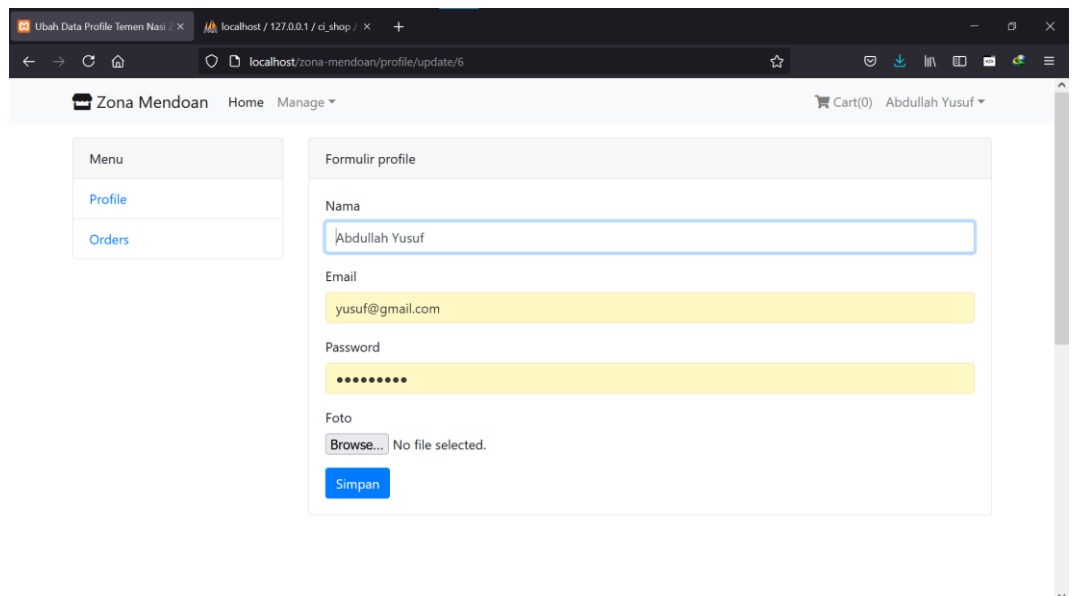 Ubah Data Profile Temen Nasi Z
localhost / 127.0.0.1 / ci_shop /
localhost/zona-mendoan/profile/update/6
Zona Mendoan Home Manage Cart(0) Abdullah Yusuf
Menu
Profile
Orders
Formulir profile
Nama
Abdullah Yusuf
Email
yusuf@gmail.com
Password
•••••••••
Foto
Browse... No file selected.
Simpan